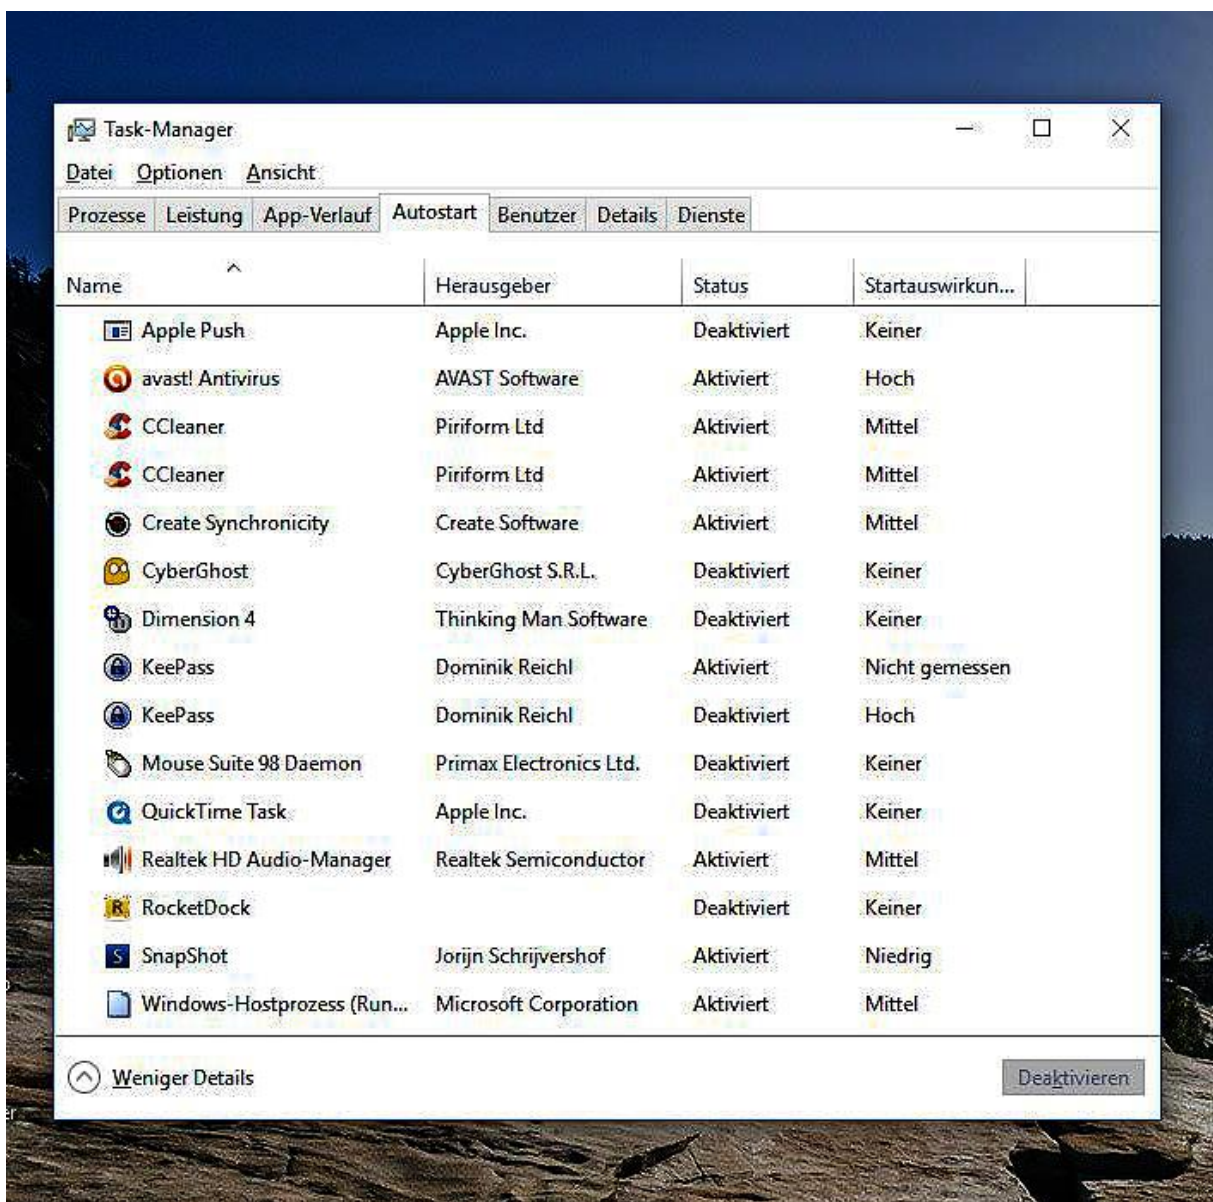 Task-Manager
Datei Optionen Ansicht
Prozesse Leistung App-Verlauf Autostart Benutzer Details Dienste
Name Herausgeber Status Startauswirkun...
Apple Push Apple Inc. Deaktiviert Keiner
avast! Antivirus AVAST Software Aktiviert Hoch
CCleaner Piriform Ltd Aktiviert Mittel
CCleaner Piriform Ltd Aktiviert Mittel
Create Synchronicity Create Software Aktiviert Mittel
CyberGhost CyberGhost S.R.L. Deaktiviert Keiner
Dimension 4 Thinking Man Software Deaktiviert Keiner
KeePass Dominik Reichl Aktiviert Nicht gemessen
KeePass Dominik Reichl Deaktiviert Hoch
Mouse Suite 98 Daemon Primax Electronics Ltd. Deaktiviert Keiner
QuickTime Task Apple Inc. Deaktiviert Keiner
Realtek HD Audio-Manager Realtek Semiconductor Aktiviert Mittel
RocketDock Deaktiviert Keiner
SnapShot Jorijn Schrijvershof Aktiviert Niedrig
Windows-Hostprozess (Run... Microsoft Corporation Aktiviert Mittel
Weniger Details Deaktivieren